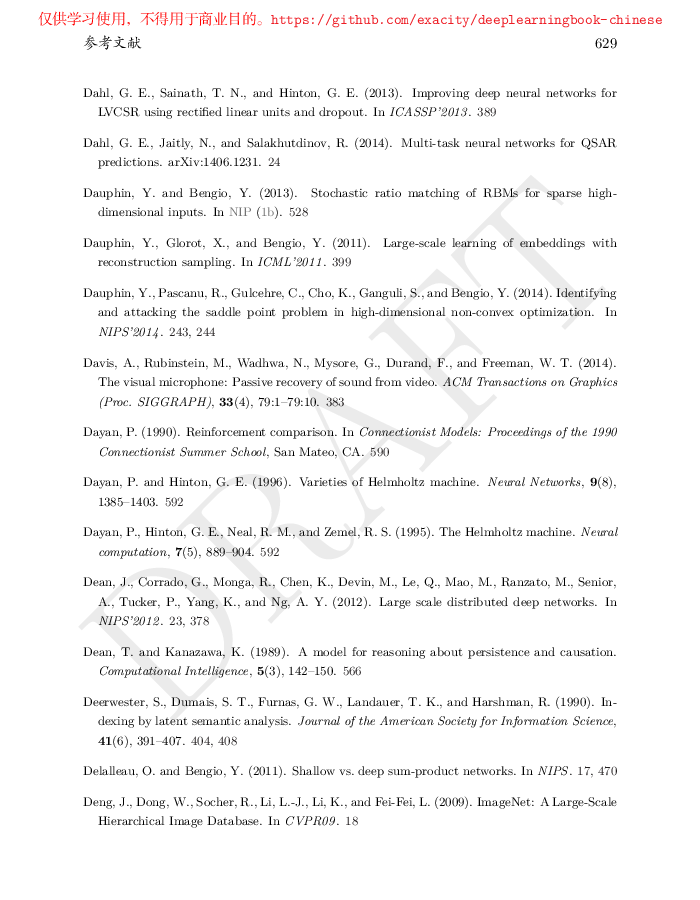 仅供学习使用，不得用于商业目的。https://github.com/exacity/deeplearningbook-chinese
参考文献 629
Dahl, G. E., Sainath, T. N., and Hinton, G. E. (2013). Improving deep neural networks for
LVCSR using rectified linear units and dropout. In ICASSP'2013. 389
Dahl, G. E., Jaitly, N., and Salakhutdinov, R. (2014). Multi-task neural networks for QSAR
predictions. arXiv:1406.1231. 24
Dauphin, Y. and Bengio, Y. (2013). Stochastic ratio matching of RBMs for sparse high-
dimensional inputs. In NIP (1b). 528
Dauphin, Y., Glorot, X., and Bengio, Y. (2011). Large-scale learning of embeddings with
reconstruction sampling. In ICML'2011. 399
Dauphin, Y., Pascanu, R., Gulcehre, C., Cho, K., Ganguli, S., and Bengio, Y. (2014). Identifying
and attacking the saddle point problem in high-dimensional non-convex optimization. In
NIPS'2014. 243, 244
Davis, A., Rubinstein, M., Wadhwa, N., Mysore, G., Durand, F., and Freeman, W. T. (2014).
The visual microphone: Passive recovery of sound from video. ACM Transactions on Graphics
(Proc. SIGGRAPH), 33(4), 79:1–79:10. 383
Dayan, P. (1990). Reinforcement comparison. In Connectionist Models: Proceedings of the 1990
Connectionist Summer School, San Mateo, CA. 590
Dayan, P. and Hinton, G. E. (1996). Varieties of Helmholtz machine. Neural Networks, 9(8),
1385–1403. 592
Dayan, P., Hinton, G. E., Neal, R. M., and Zemel, R. S. (1995). The Helmholtz machine. Neural
computation, 7(5), 889–904. 592
Dean, J., Corrado, G., Monga, R., Chen, K., Devin, M., Le, Q., Mao, M., Ranzato, M., Senior,
A., Tucker, P., Yang, K., and Ng, A. Y. (2012). Large scale distributed deep networks. In
NIPS'2012. 23, 378
Dean, T. and Kanazawa, K. (1989). A model for reasoning about persistence and causation.
Computational Intelligence, 5(3), 142–150. 566
Deerwester, S., Dumais, S. T., Furnas, G. W., Landauer, T. K., and Harshman, R. (1990). In-
dexing by latent semantic analysis. Journal of the American Society for Information Science,
41(6), 391–407. 404, 408
Delalleau, O. and Bengio, Y. (2011). Shallow vs. deep sum-product networks. In NIPS. 17, 470
Deng, J., Dong, W., Socher, R., Li, L.-J., Li, K., and Fei-Fei, L. (2009). ImageNet: A Large-Scale
Hierarchical Image Database. In CVPR09. 18
DRAFT